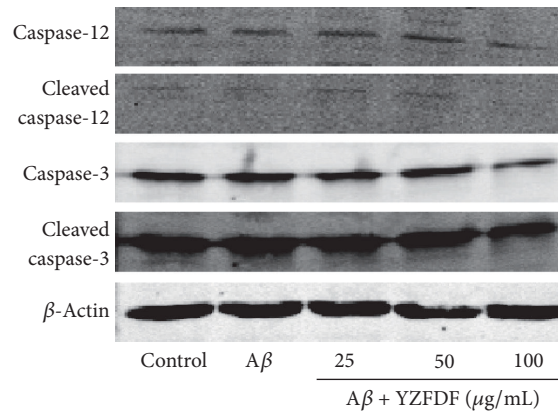 Caspase-12
Cleaved
caspase-12
Caspase-3
Cleaved
caspase-3
β-Actin
Control Aβ 25 50 100
Aβ + YZFDF (μg/mL)